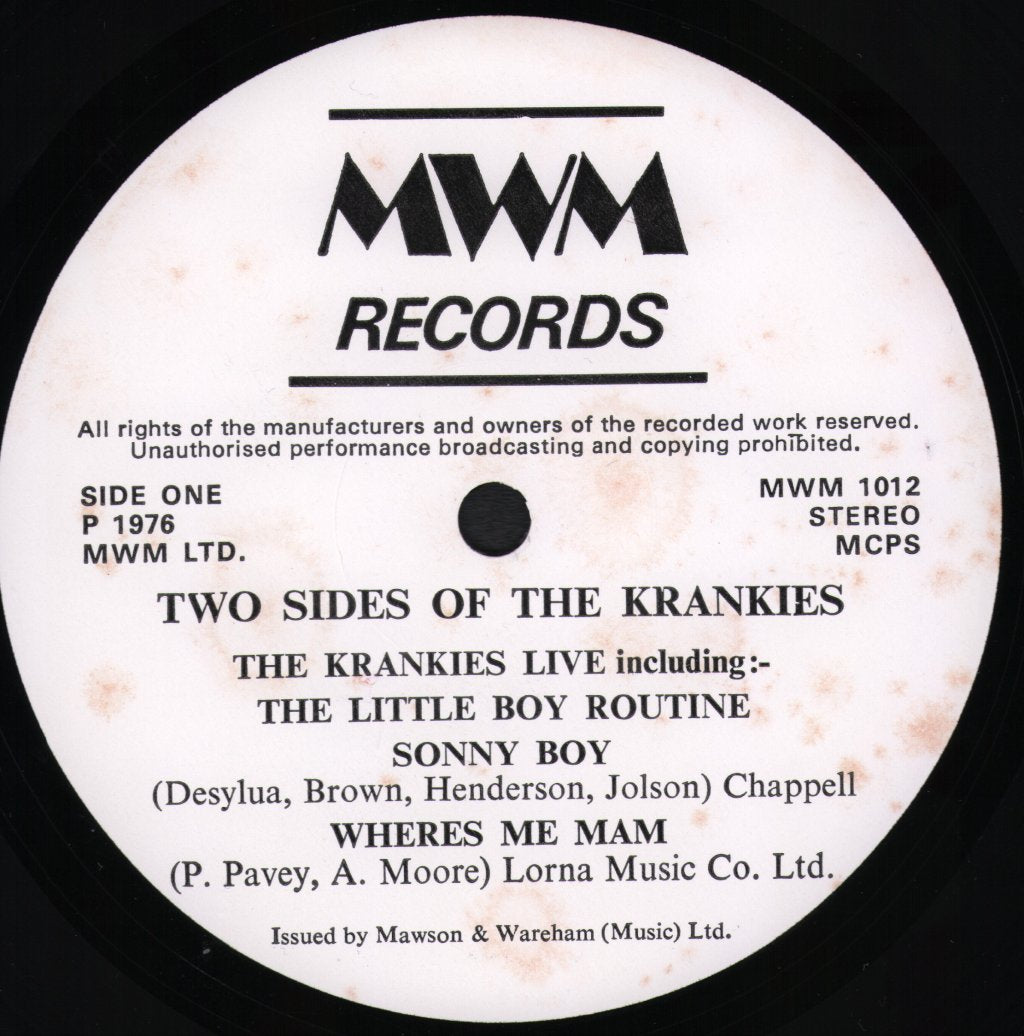 MWM
RECORDS
All rights of the manufacturers and owners of the recorded work reserved.
Unauthorised performance broadcasting and copying prohibited.
SIDE ONE
P 1976
MWM LTD.
MWM 1012
STEREO
MCPS
TWO SIDES OF THE KRANKIES
THE KRANKIES LIVE including:-
THE LITTLE BOY ROUTINE
SONNY BOY
(Desylua, Brown, Henderson, Jolson) Chappell
WHERES ME MAM
(P. Pavey, A. Moore) Lorna Music Co. Ltd.
Issued by Mawson & Wareham (Music) Ltd.